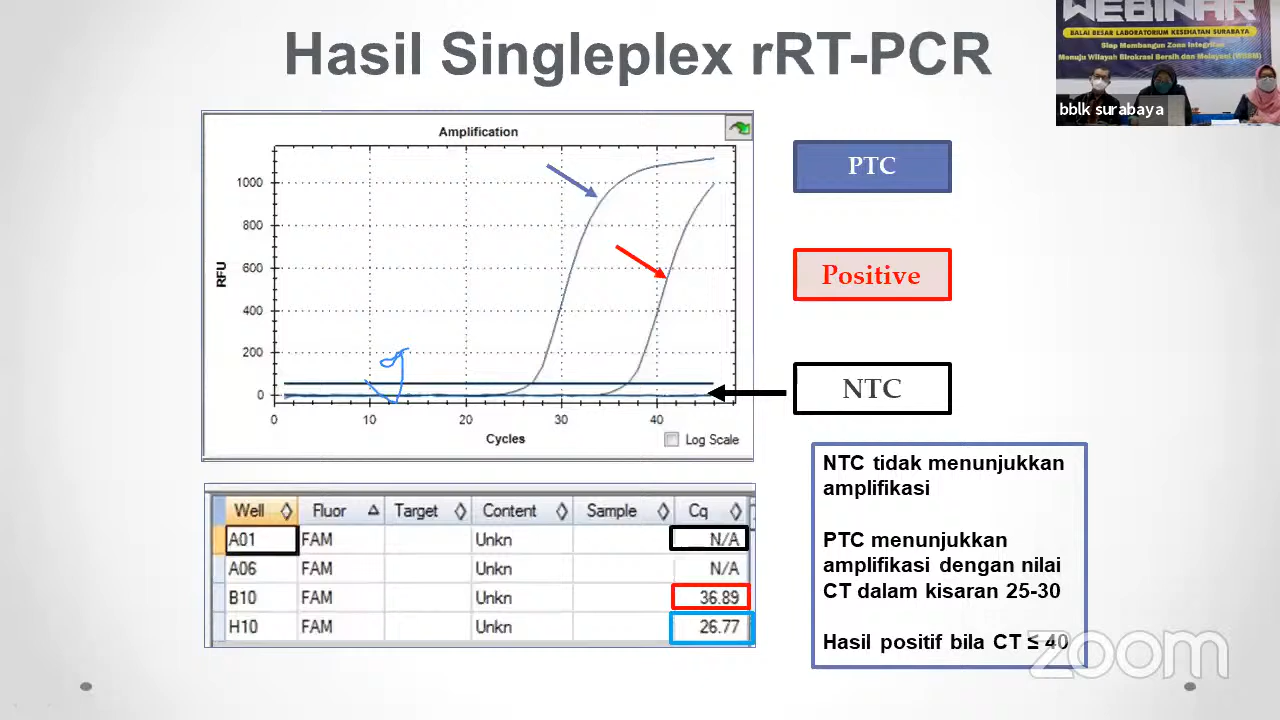 Hasil Singleplex rRT-PCR
WEBINAR
BALAI BESAR LABORATORIUM KESEHATAN SURABAYA
Siap Membangun Zona Integritas
Menuju Wilayah Birokrasi Bersih dan Melayani (WBBM)
bblk surabaya
Amplification
RFU
1000
800
600
400
200
0
0 10 20 30 40
Cycles
Log Scale
PTC
Positive
NTC
Well Fluor Target Content Sample Cq
A01 FAM Unkn N/A
A06 FAM Unkn N/A
B10 FAM Unkn 36.89
H10 FAM Unkn 26.77
NTC tidak menunjukkan
amplifikasi
PTC menunjukkan
amplifikasi dengan nilai
CT dalam kisaran 25-30
Hasil positif bila CT ≤ 40
zoom